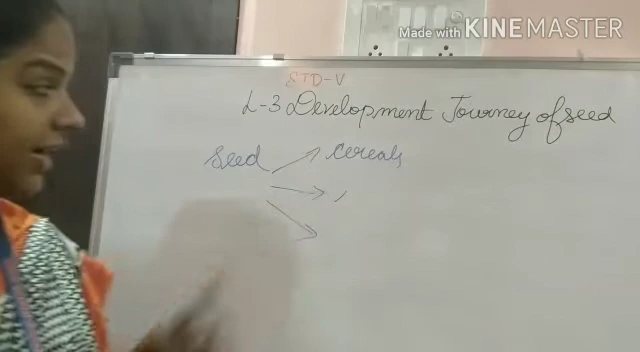 Made with KINEMASTER
STD-V
L-3 Development Journey of seed
seed
cereals